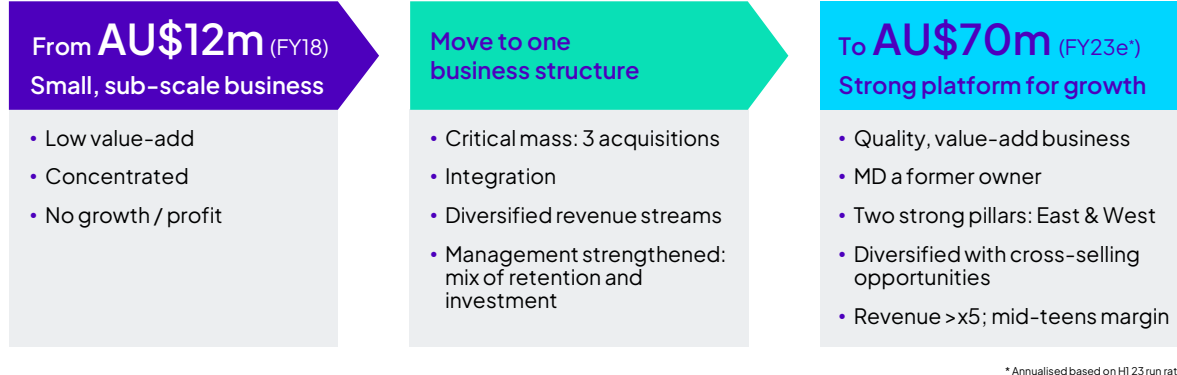 From AU$12m (FY18)
Small, sub-scale business
• Low value-add
• Concentrated
• No growth / profit
Move to one
business structure
• Critical mass: 3 acquisitions
• Integration
• Diversified revenue streams
• Management strengthened:
mix of retention and
investment
To AU$70m (FY23e*)
Strong platform for growth
• Quality, value-add business
• MD a former owner
• Two strong pillars: East & West
• Diversified with cross-selling
opportunities
• Revenue >x5; mid-teens margin
* Annualised based on H1 23 run rat